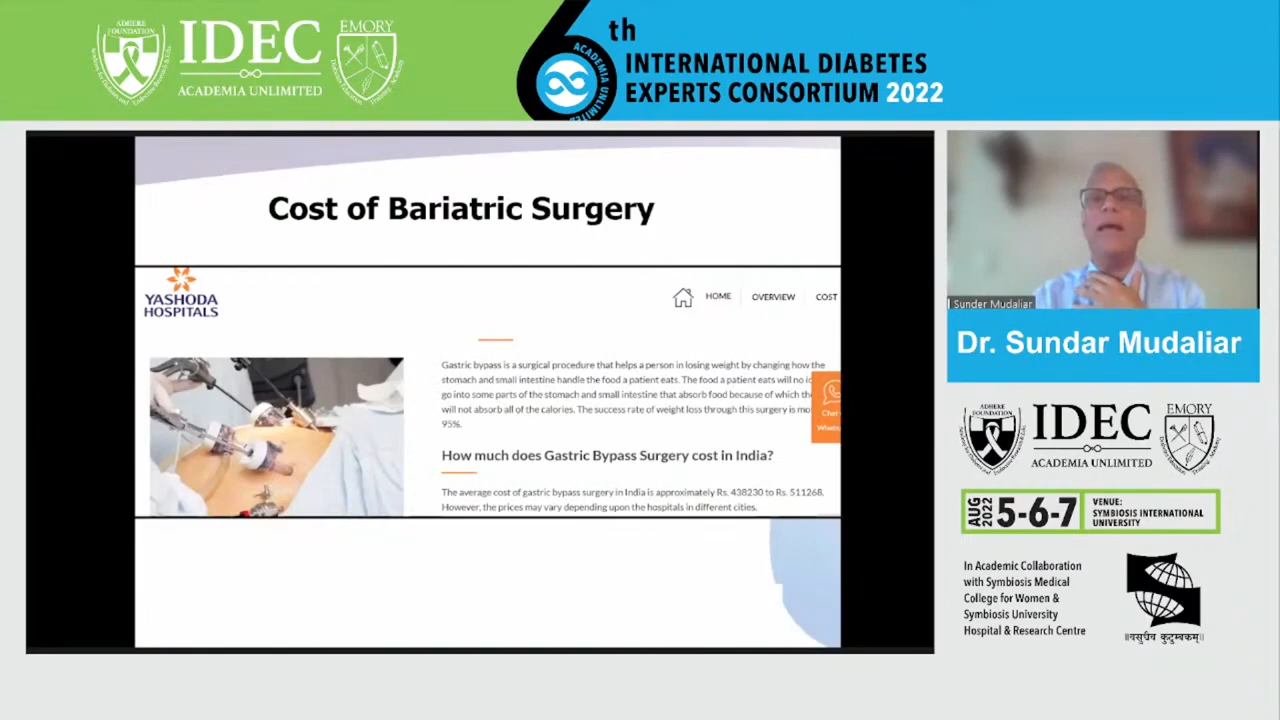 ADHERE
FOUNDATION
IDEC
ACADEMIA UNLIMITED
EMORY
th
ACADEMIA UNLIMITED
INTERNATIONAL DIABETES
EXPERTS CONSORTIUM 2022
Cost of Bariatric Surgery
YASHODA
HOSPITALS
HOME
OVERVIEW
COST
Gastric bypass is a surgical procedure that helps a person in losing weight by changing how the
stomach and small intestine handle the food a patient eats. The food a patient eats will no
go into some parts of the stomach and small intestine that absorb food because of which
will not absorb all of the calories. The success rate of weight loss through this surgery is
95%.
How much does Gastric Bypass Surgery cost in India?
The average cost of gastric bypass surgery in India is approximately Rs. 438230 to Rs. 511268.
However, the prices may vary depending upon the hospitals in different cities.
Sunder Mudaliar
Dr. Sundar Mudaliar
ADHERE
FOUNDATION
IDEC
ACADEMIA UNLIMITED
EMORY
AUG
2022
5-6-7
VENUE:
SYMBIOSIS INTERNATIONAL
UNIVERSITY
In Academic Collaboration
with Symbiosis Medical
College for Women &
Symbiosis University
Hospital & Research Centre
॥वसुधैव कुटुम्बकम्॥